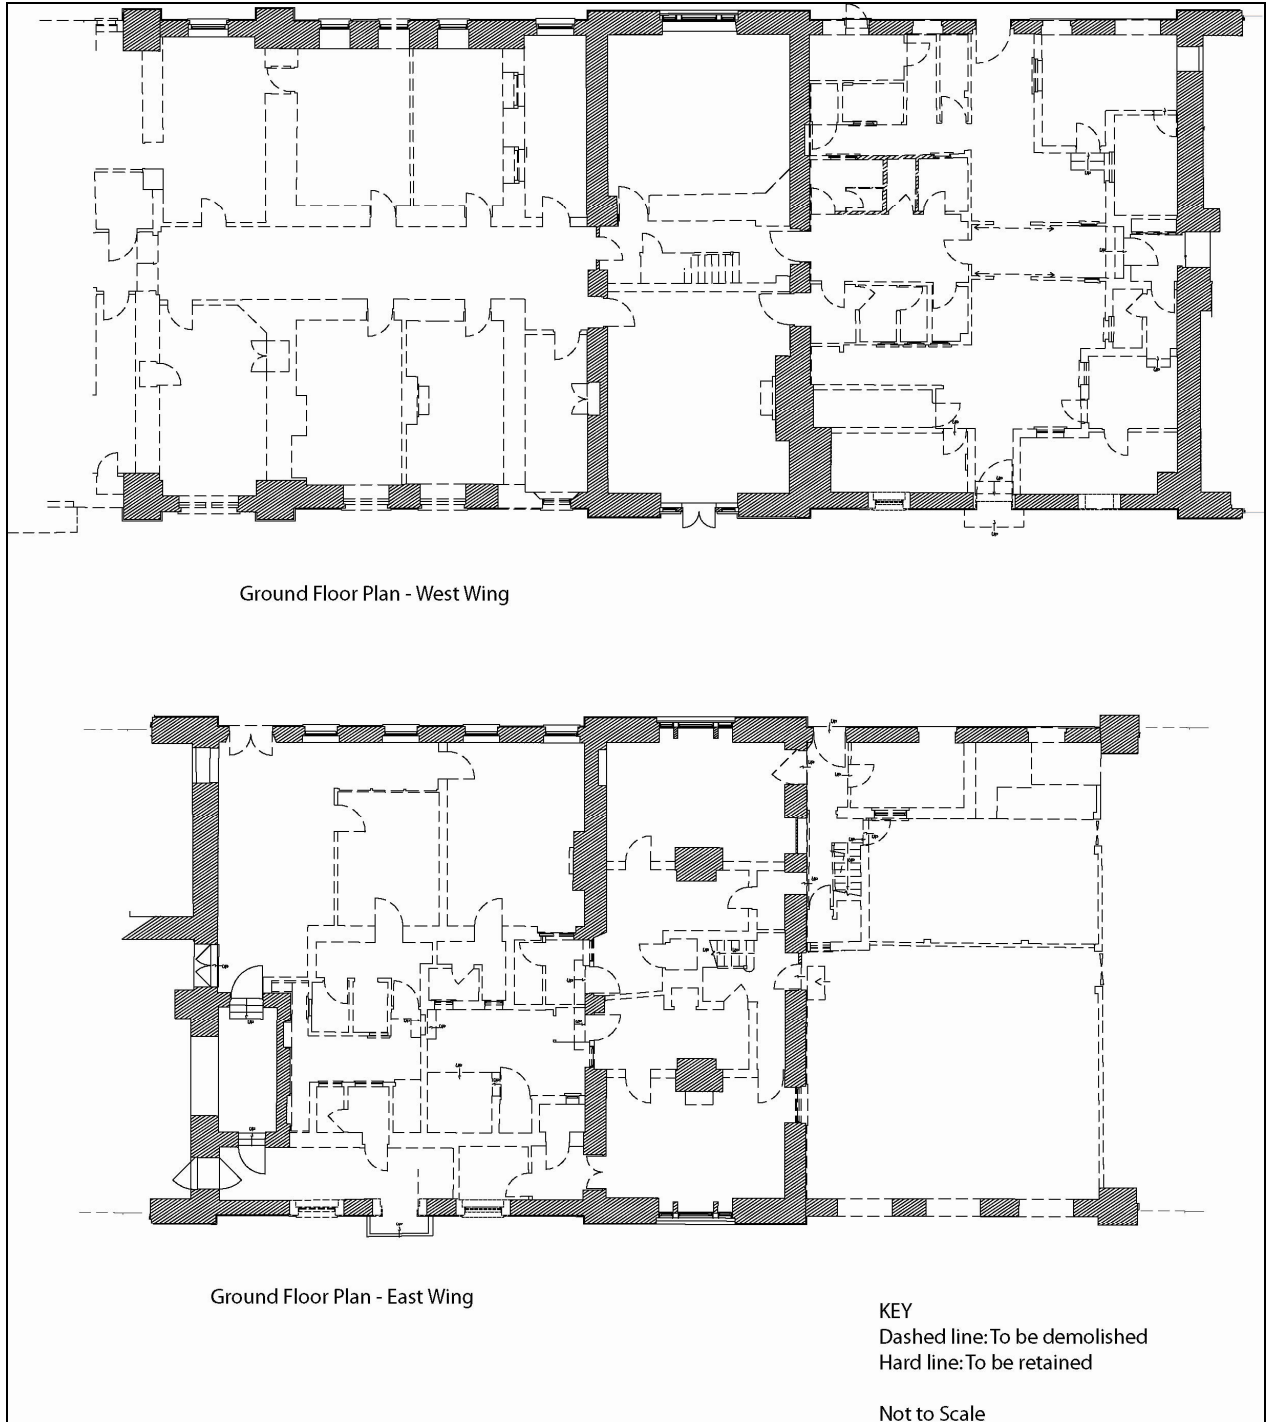 Ground Floor Plan - West Wing
Ground Floor Plan - East Wing
KEY
Dashed line: To be demolished
Hard line: To be retained
Not to Scale